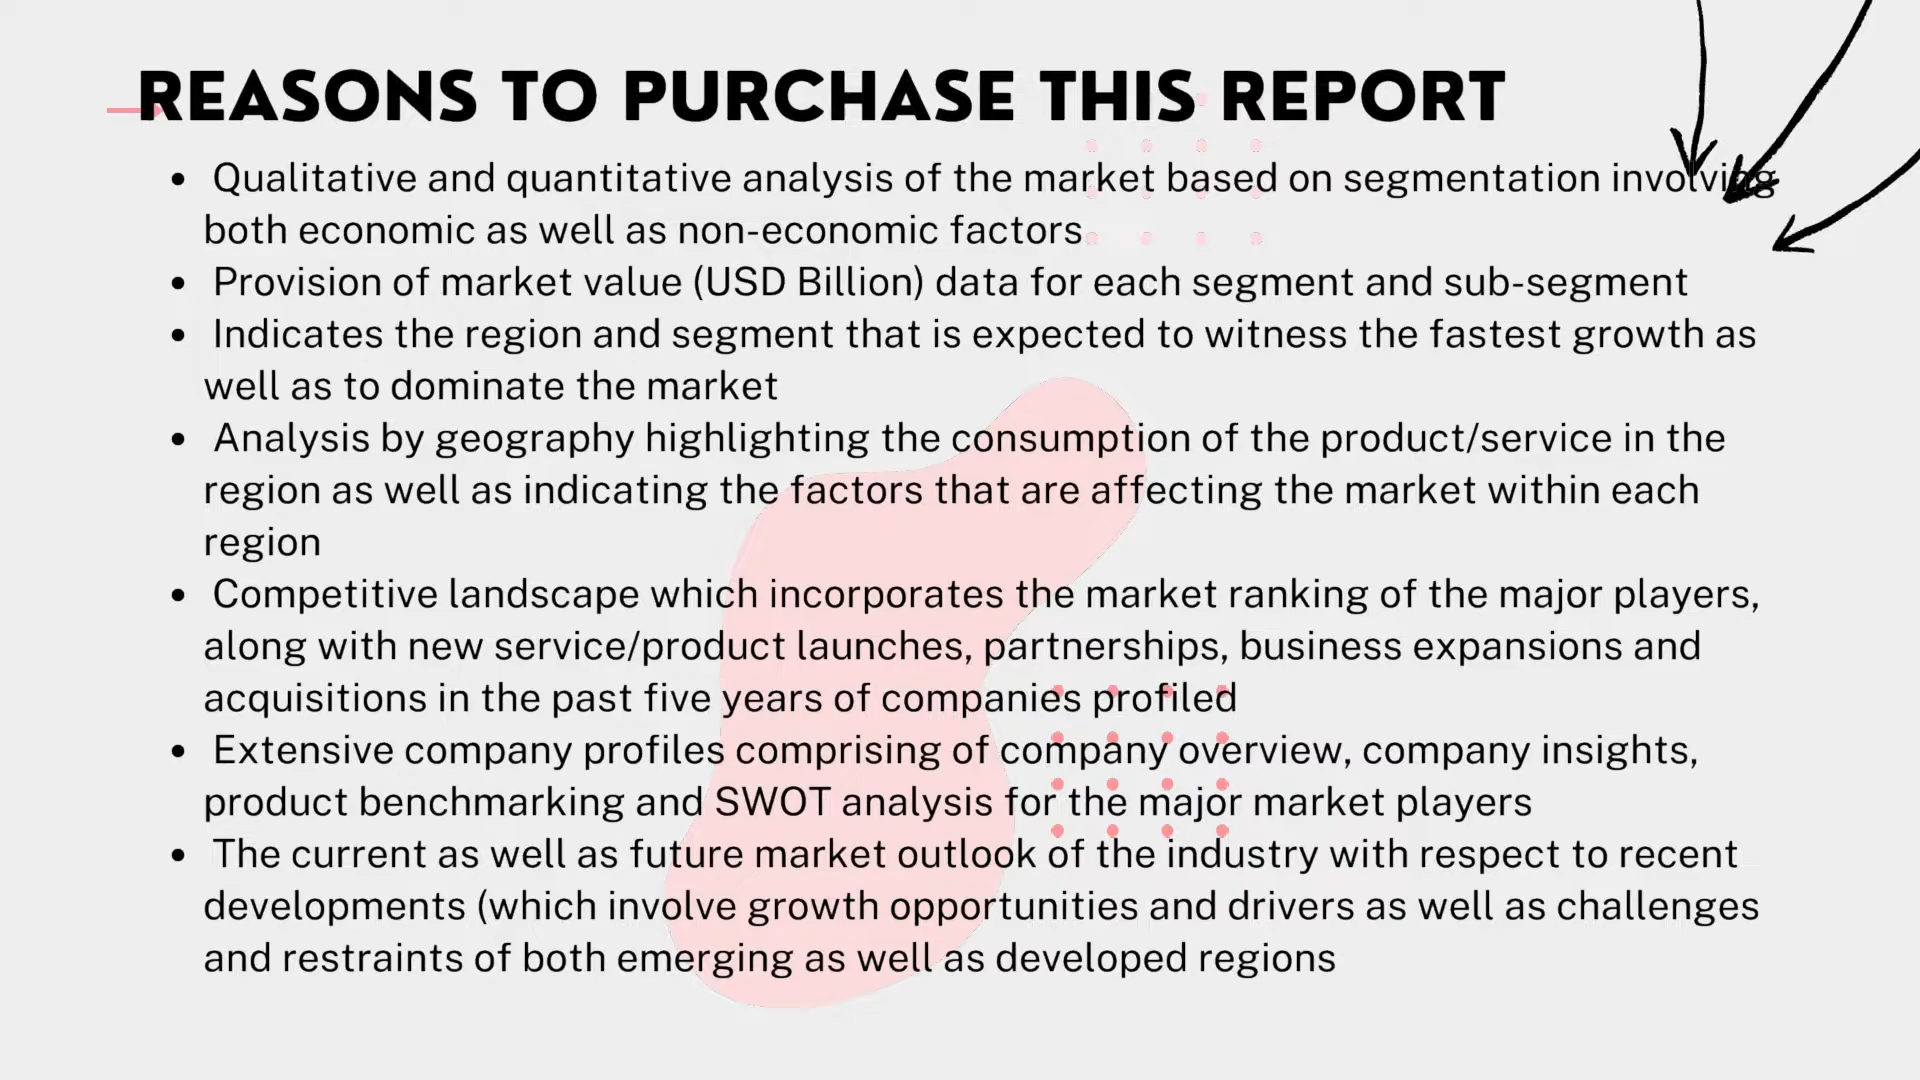 REASONS TO PURCHASE THIS REPORT
• Qualitative and quantitative analysis of the market based on segmentation involving
both economic as well as non-economic factors
• Provision of market value (USD Billion) data for each segment and sub-segment
• Indicates the region and segment that is expected to witness the fastest growth as
well as to dominate the market
• Analysis by geography highlighting the consumption of the product/service in the
region as well as indicating the factors that are affecting the market within each
region
• Competitive landscape which incorporates the market ranking of the major players,
along with new service/product launches, partnerships, business expansions and
acquisitions in the past five years of companies profiled
• Extensive company profiles comprising of company overview, company insights,
product benchmarking and SWOT analysis for the major market players
• The current as well as future market outlook of the industry with respect to recent
developments (which involve growth opportunities and drivers as well as challenges
and restraints of both emerging as well as developed regions